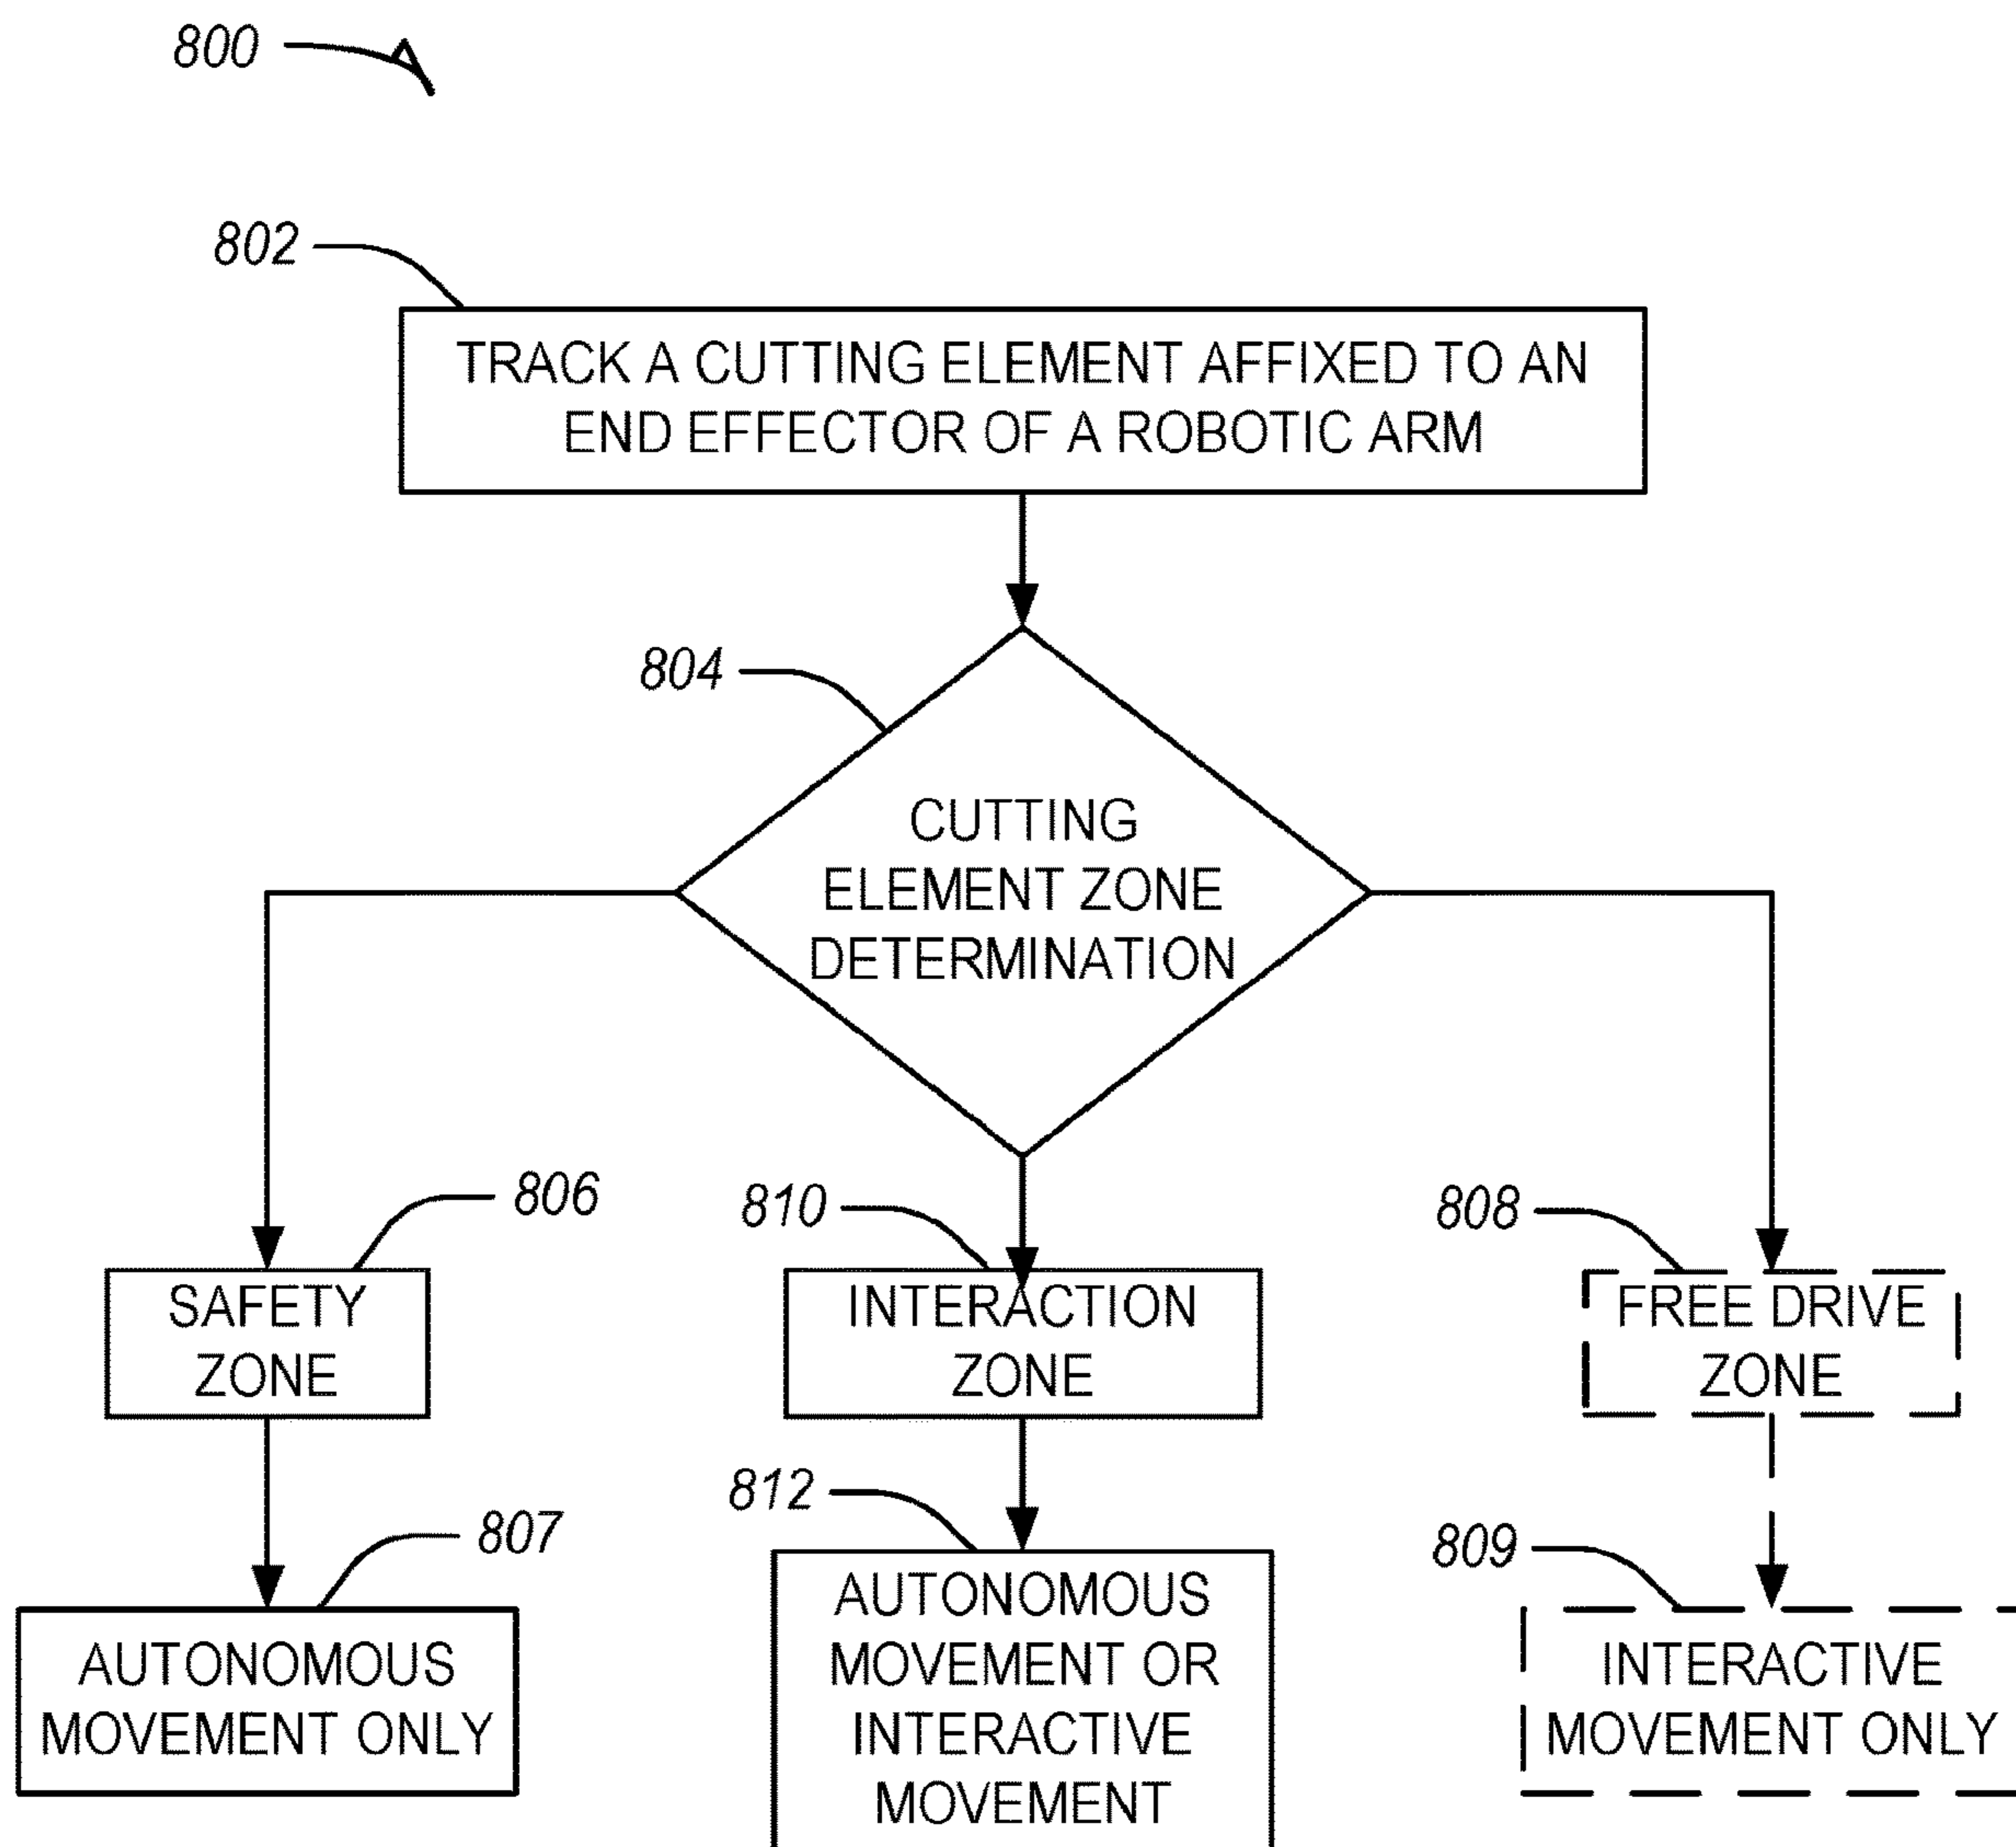 800
802
TRACK A CUTTING ELEMENT AFFIXED TO AN
END EFFECTOR OF A ROBOTIC ARM
804
CUTTING
ELEMENT ZONE
DETERMINATION
806
SAFETY
ZONE
807
AUTONOMOUS
MOVEMENT ONLY
810
INTERACTION
ZONE
812
AUTONOMOUS
MOVEMENT OR
INTERACTIVE
MOVEMENT
808
FREE DRIVE
ZONE
809
INTERACTIVE
MOVEMENT ONLY